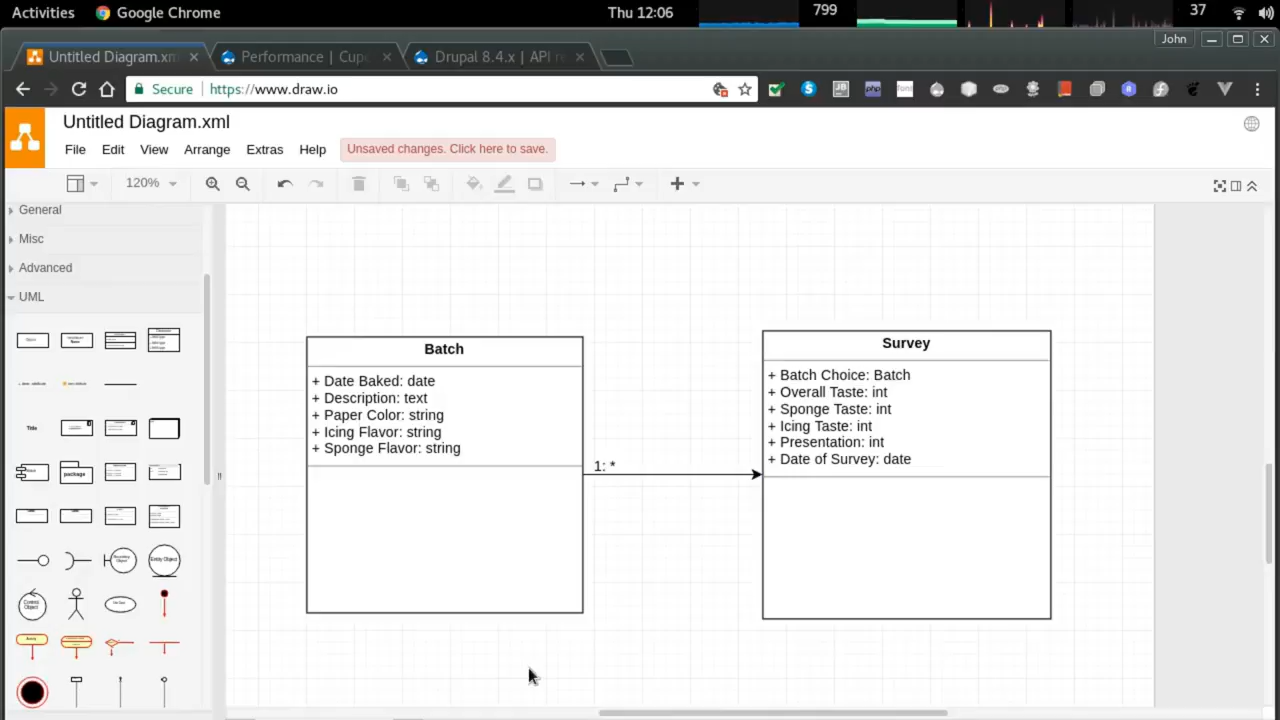 Activities Google Chrome Thu 12:06 799 37
Untitled Diagram.xm Performance | Cup Drupal 8.4.x | API r John
Secure https://www.draw.io
Untitled Diagram.xml
File Edit View Arrange Extras Help Unsaved changes. Click here to save.
120%
General
Misc
Advanced
UML
Title
package
Batch
+ Date Baked: date
+ Description: text
+ Paper Color: string
+ Icing Flavor: string
+ Sponge Flavor: string
1: *
Survey
+ Batch Choice: Batch
+ Overall Taste: int
+ Sponge Taste: int
+ Icing Taste: int
+ Presentation: int
+ Date of Survey: date